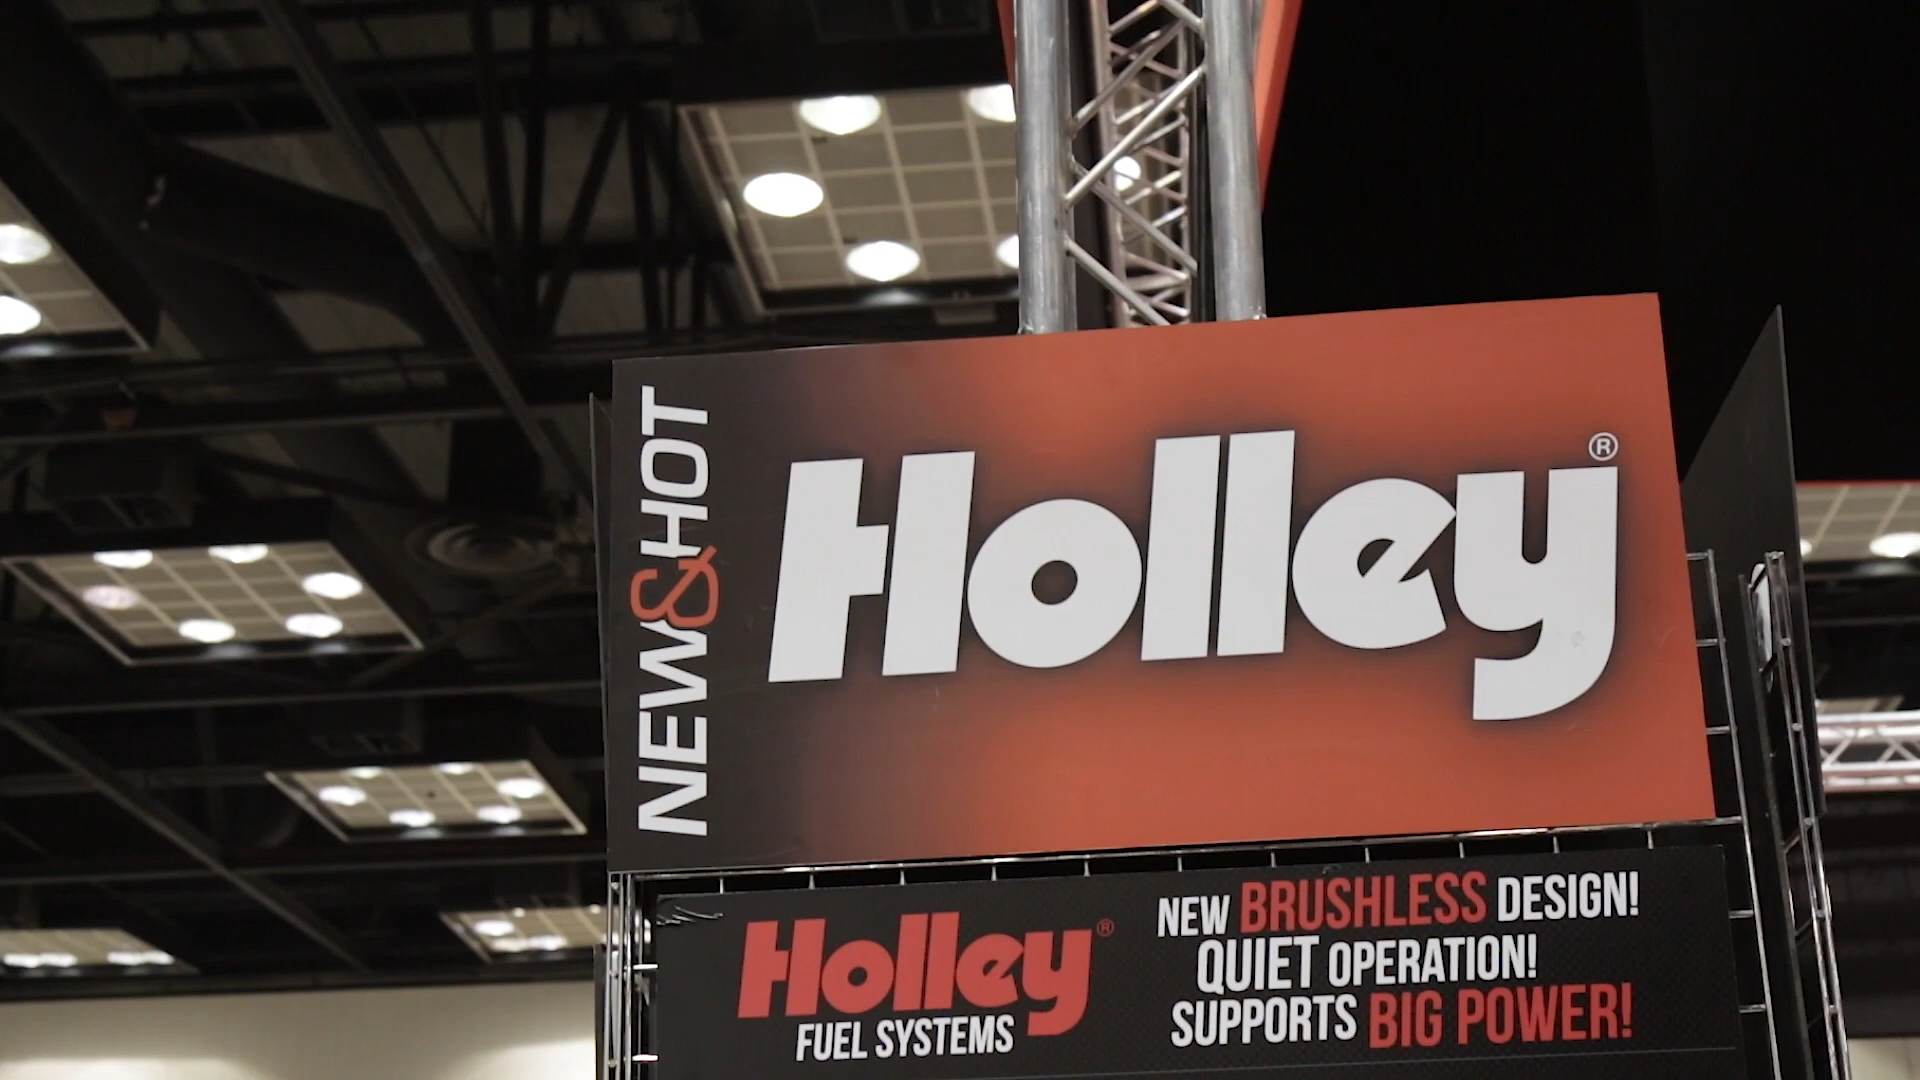 NEW & HOT
Holley®
Holley®
FUEL SYSTEMS
NEW BRUSHLESS DESIGN!
QUIET OPERATION!
SUPPORTS BIG POWER!